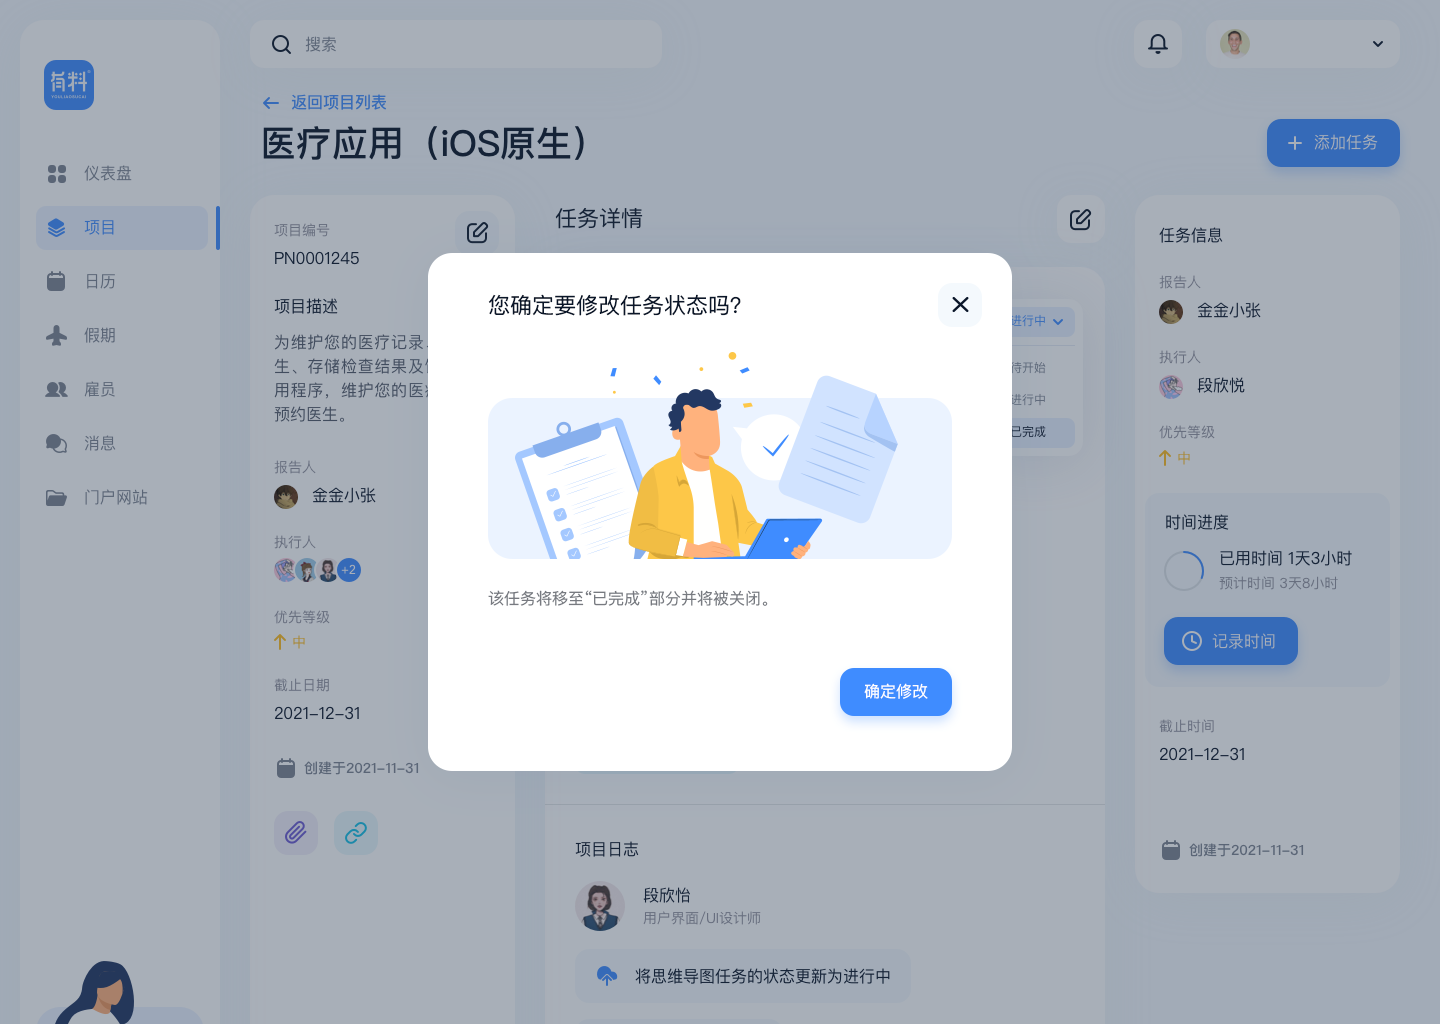 有料
搜索
返回项目列表
医疗应用（iOS原生）
添加任务
仪表盘
项目
日历
假期
雇员
消息
门户网站
项目编号
PN0001245
项目描述
为维护您的医疗记录、
生、存储检查结果及
用程序，维护您的医
预约医生。
报告人
金金小张
执行人
+2
优先等级
中
截止日期
2021-12-31
创建于2021-11-31
任务详情
进行中
待开始
进行中
已完成
您确定要修改任务状态吗?
该任务将移至“已完成”部分并将被关闭。
确定修改
项目日志
段欣怡
用户界面/UI设计师
将思维导图任务的状态更新为进行中
任务信息
报告人
金金小张
执行人
段欣悦
优先等级
中
时间进度
已用时间 1天3小时
预计时间 3天8小时
记录时间
截止时间
2021-12-31
创建于2021-11-31